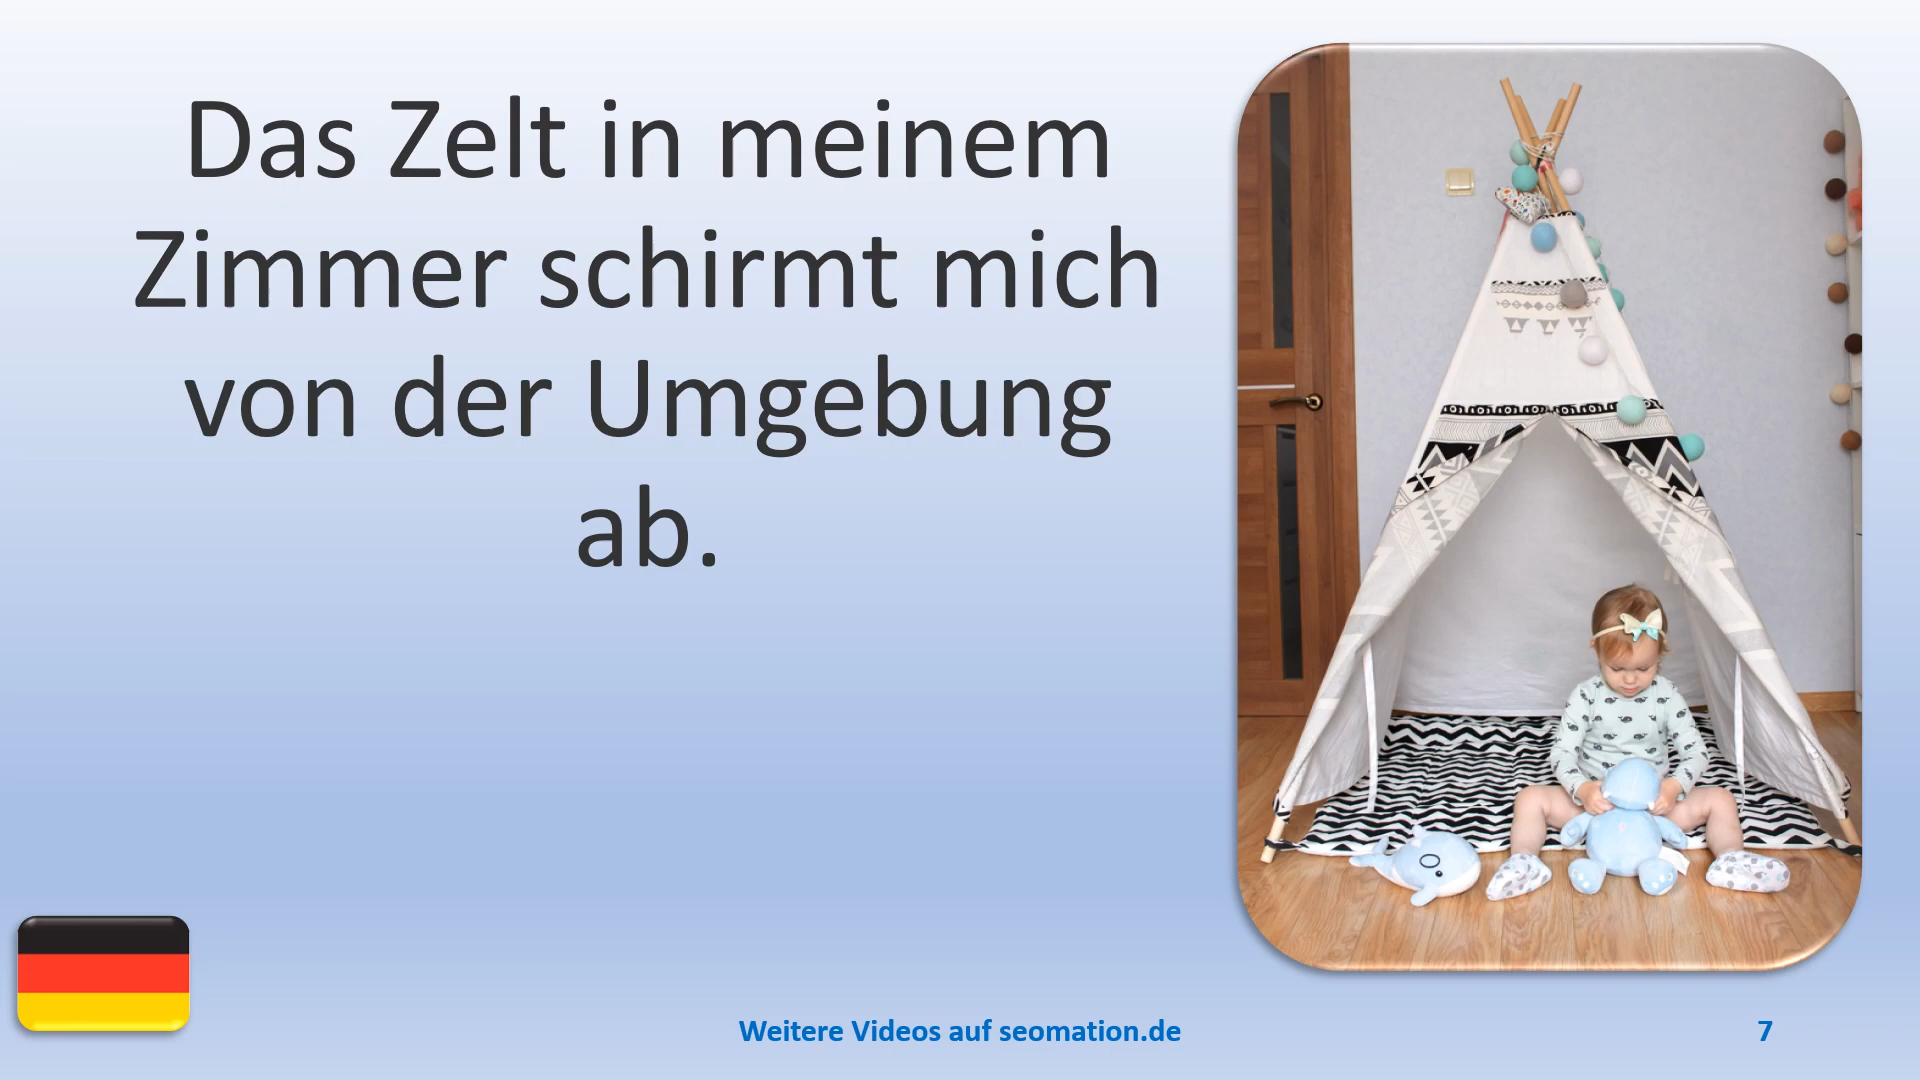 Das Zelt in meinem
Zimmer schirmt mich
von der Umgebung
ab.
Weitere Videos auf seomation.de
7